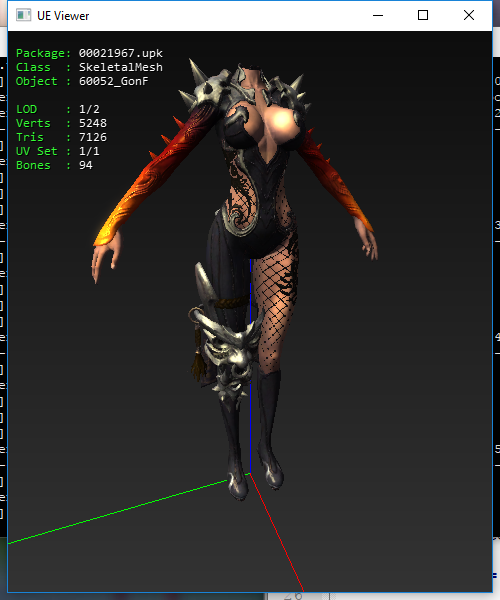 UE Viewer
Package: 00021967.upk
Class : SkeletalMesh
Object : 60052_GonF
LOD : 1/2
Verts : 5248
Tris : 7126
UV Set : 1/1
Bones : 94